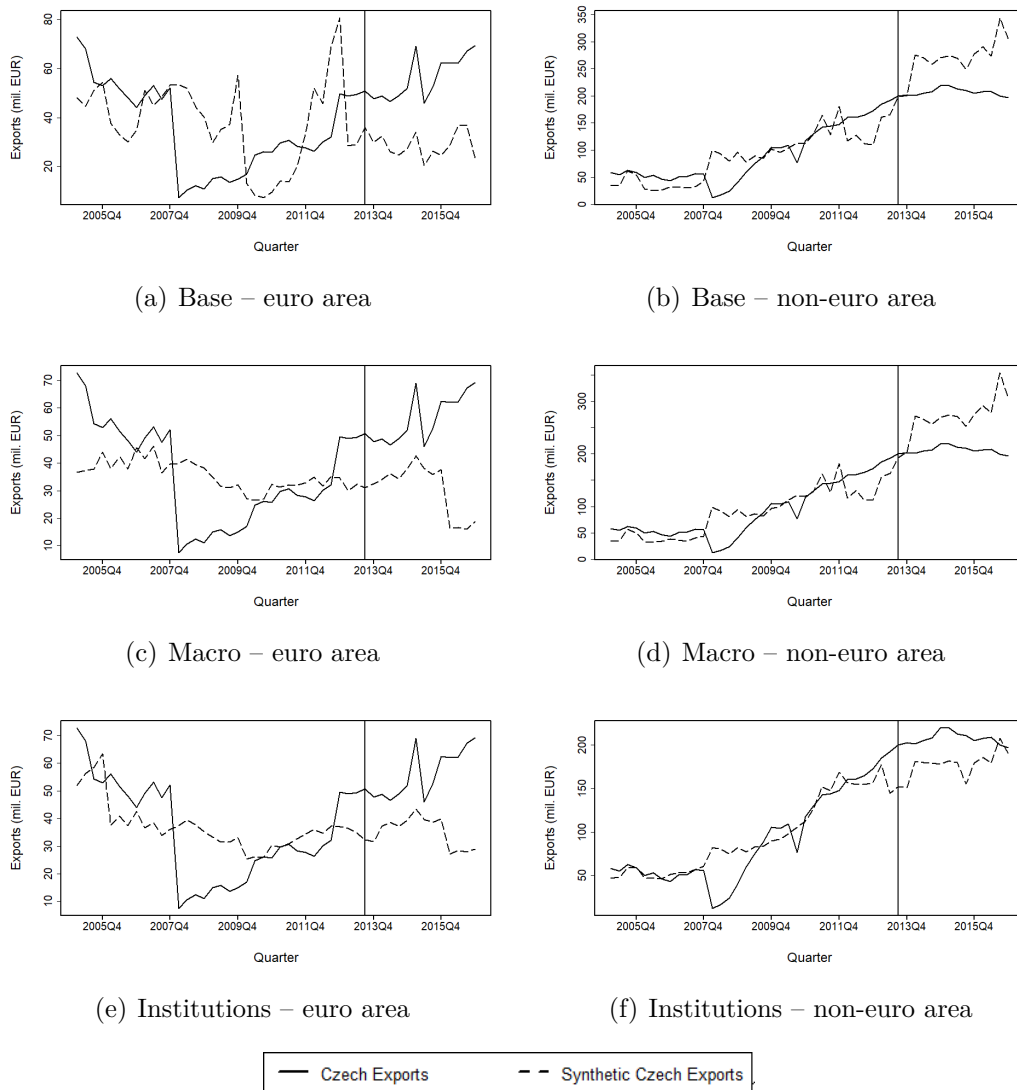 Exports (mil. EUR)
80
60
40
20
2005Q4 2007Q4 2009Q4 2011Q4 2013Q4 2015Q4
Quarter
(a) Base – euro area
Exports (mil. EUR)
350
300
250
200
150
100
50
0
2005Q4 2007Q4 2009Q4 2011Q4 2013Q4 2015Q4
Quarter
(b) Base – non-euro area
Exports (mil. EUR)
70
60
50
40
30
20
10
2005Q4 2007Q4 2009Q4 2011Q4 2013Q4 2015Q4
Quarter
(c) Macro – euro area
Exports (mil. EUR)
300
200
100
50
0
2005Q4 2007Q4 2009Q4 2011Q4 2013Q4 2015Q4
Quarter
(d) Macro – non-euro area
Exports (mil. EUR)
70
60
50
40
30
20
10
2005Q4 2007Q4 2009Q4 2011Q4 2013Q4 2015Q4
Quarter
(e) Institutions – euro area
Exports (mil. EUR)
200
150
100
50
2005Q4 2007Q4 2009Q4 2011Q4 2013Q4 2015Q4
Quarter
(f) Institutions – non-euro area
Czech Exports Synthetic Czech Exports